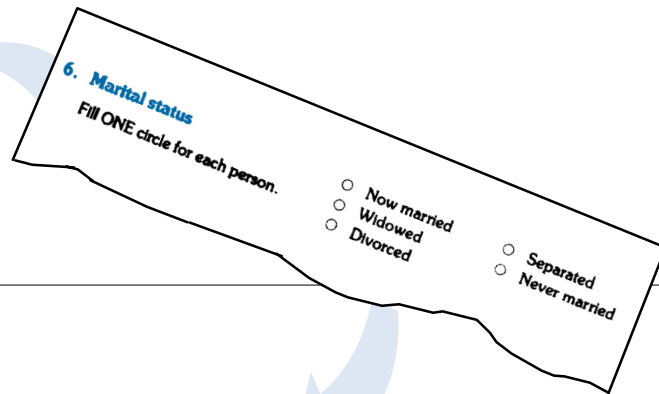 6. Marital status
Fill ONE circle for each person.
Now married
Widowed
Divorced
Separated
Never married